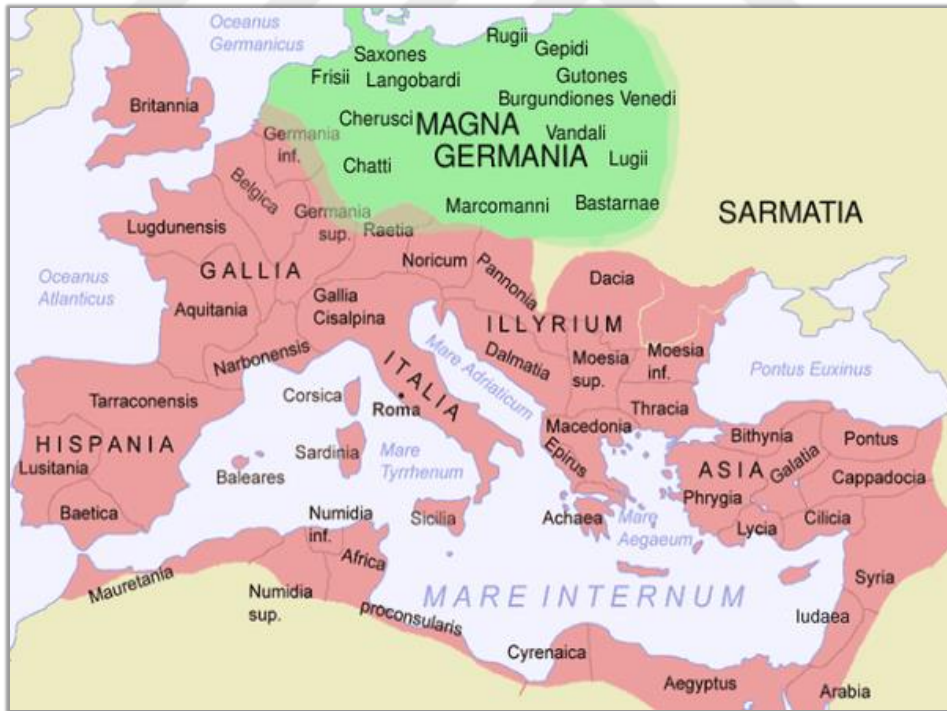 Oceanus
Germanicus
Rugii
Gepidi
Saxones
Frisii
Langobardi
Gutones
Burgundiones Venedi
Britannia
Cherusci
MAGNA
GERMANIA
Vandali
Lugii
Germania
inf.
Chatti
Belgica
Marcomanni
Bastarnae
SARMATIA
Germania
sup.
Raetia
Lugdunensis
Noricum
Pannonia
Dacia
Oceanus
Atlanticus
GALLIA
Aquitania
Gallia
Cisalpina
ILLYRIUM
Narbonensis
Dalmatia
Moesia
sup.
Moesia
inf.
Pontus Euxinus
Mare Adriaticum
ITALIA
Tarraconensis
Corsica
Roma
Thracia
HISPANIA
Macedonia
Bithynia
Pontus
Lusitania
Sardinia
Mare
Tyrrhenum
Epirus
ASIA
Galatia
Cappadocia
Baleares
Phrygia
Baetica
Numidia
inf.
Sicilia
Achaea
Mare
Aegaeum
Lycia
Cilicia
Africa
Mauretania
Numidia
sup.
proconsularis
MARE INTERNUM
Syria
Iudaea
Cyrenaica
Aegyptus
Arabia